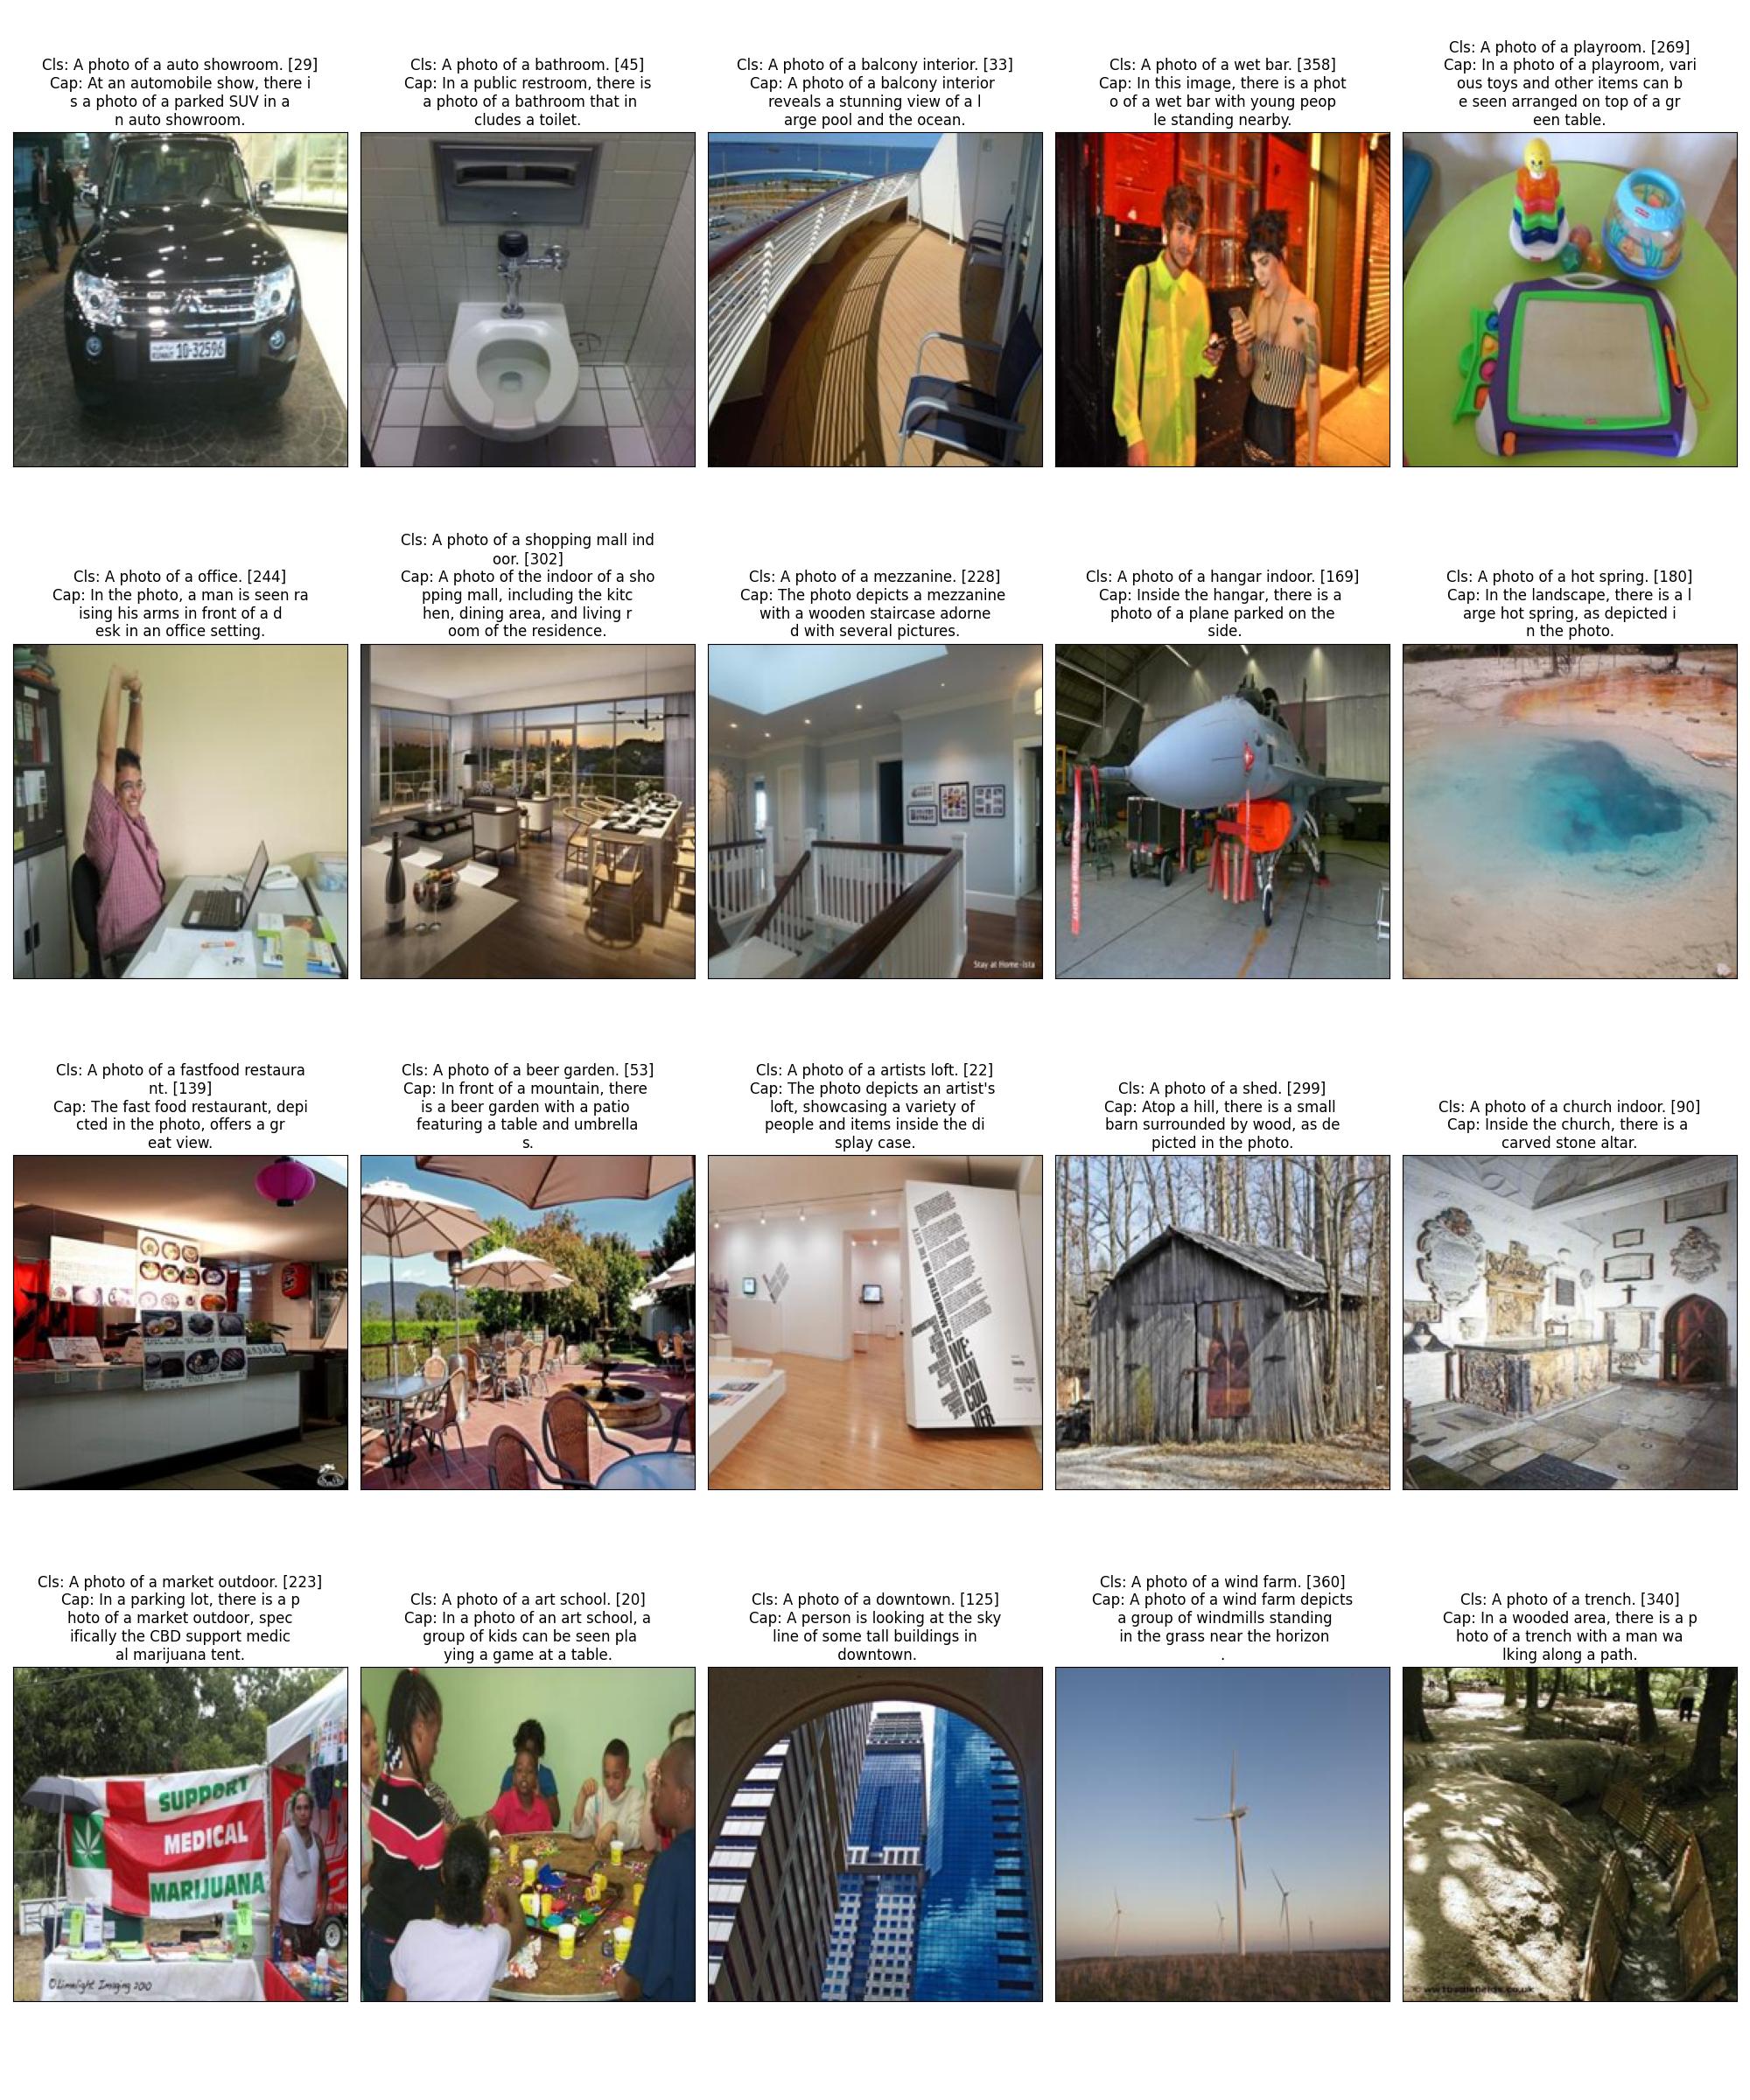 Cls: A photo of a auto showroom. [29]
Cap: At an automobile show, there i
s a photo of a parked SUV in a
n auto showroom.
Cls: A photo of a bathroom. [45]
Cap: In a public restroom, there is
a photo of a bathroom that in
cludes a toilet.
Cls: A photo of a balcony interior. [33]
Cap: A photo of a balcony interior
reveals a stunning view of a l
arge pool and the ocean.
Cls: A photo of a wet bar. [358]
Cap: In this image, there is a phot
o of a wet bar with young peop
le standing nearby.
Cls: A photo of a playroom. [269]
Cap: In a photo of a playroom, vari
ous toys and other items can b
e seen arranged on top of a gr
een table.
10-32596
Cls: A photo of a office. [244]
Cap: In the photo, a man is seen ra
ising his arms in front of a d
esk in an office setting.
Cls: A photo of a shopping mall ind
oor. [302]
Cap: A photo of the indoor of a sho
pping mall, including the kitc
hen, dining area, and living r
oom of the residence.
Cls: A photo of a mezzanine. [228]
Cap: The photo depicts a mezzanine
with a wooden staircase adorne
d with several pictures.
Cls: A photo of a hangar indoor. [169]
Cap: Inside the hangar, there is a
photo of a plane parked on the
side.
Cls: A photo of a hot spring. [180]
Cap: In the landscape, there is a l
arge hot spring, as depicted i
n the photo.
Stay at Home-ista
Cls: A photo of a fastfood restaura
nt. [139]
Cap: The fast food restaurant, depi
cted in the photo, offers a gr
eat view.
Cls: A photo of a beer garden. [53]
Cap: In front of a mountain, there
is a beer garden with a patio
featuring a table and umbrella
s.
Cls: A photo of a artists loft. [22]
Cap: The photo depicts an artist's
loft, showcasing a variety of
people and items inside the di
splay case.
Cls: A photo of a shed. [299]
Cap: Atop a hill, there is a small
barn surrounded by wood, as de
picted in the photo.
Cls: A photo of a church indoor. [90]
Cap: Inside the church, there is a
carved stone altar.
WE:
VAN
COU
VER
Cls: A photo of a market outdoor. [223]
Cap: In a parking lot, there is a p
hoto of a market outdoor, spec
ifically the CBD support medic
al marijuana tent.
Cls: A photo of a art school. [20]
Cap: In a photo of an art school, a
group of kids can be seen pla
ying a game at a table.
Cls: A photo of a downtown. [125]
Cap: A person is looking at the sky
line of some tall buildings in
downtown.
Cls: A photo of a wind farm. [360]
Cap: A photo of a wind farm depicts
a group of windmills standing
in the grass near the horizon
.
Cls: A photo of a trench. [340]
Cap: In a wooded area, there is a p
hoto of a trench with a man wa
lking along a path.
SUPPORT
MEDICAL
MARIJUANA
©Limelight Imaging 2010